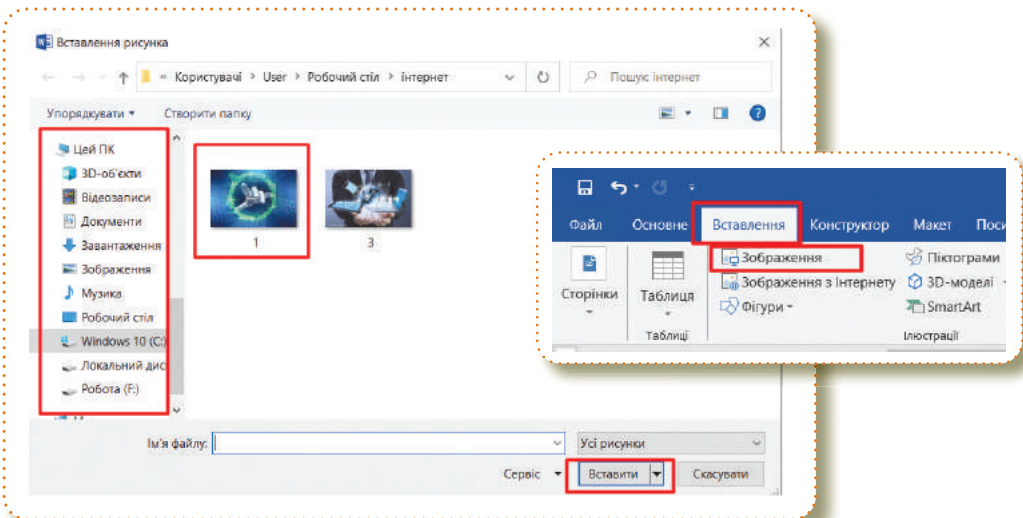 Вставлення рисунка
« Користувачі > User > Робочий стіл > інтернет
Пошук: інтернет
Упорядкувати
Створити папку
Цей ПК
3D-об'єкти
Відеозаписи
Документи
Завантаження
Зображення
Музика
Робочий стіл
Windows 10 (C:)
Локальний дис
Робота (F:)
1
3
Ім'я файлу:
Усі рисунки
Сервіс
Вставити
Скасувати
Файл
Основне
Вставлення
Конструктор
Макет
Поси
Сторінки
Таблиця
Таблиці
Зображення
Зображення з Інтернету
Фігури
Піктограми
3D-моделі
SmartArt
Ілюстрації